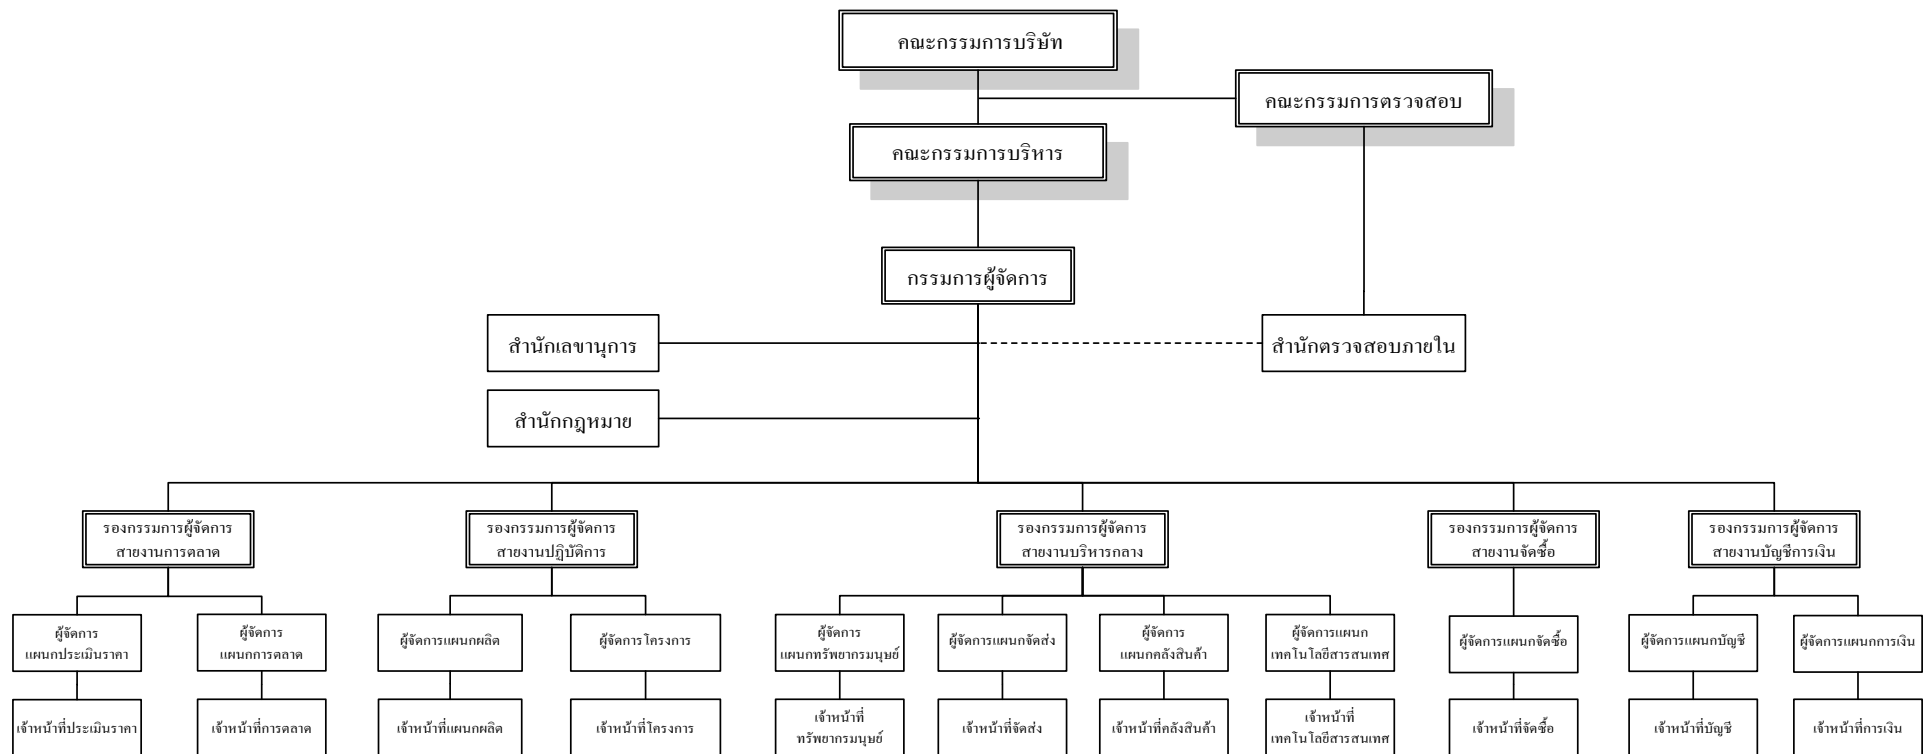 คณะกรรมการบริษัท
คณะกรรมการตรวจสอบ
คณะกรรมการบริหาร
กรรมการผู้จัดการ
สำนักเลขานุการ
สำนักตรวจสอบภายใน
สำนักกฎหมาย
รองกรรมการผู้จัดการ
สายงานการตลาด
รองกรรมการผู้จัดการ
สายงานปฏิบัติการ
รองกรรมการผู้จัดการ
สายงานบริหารกลาง
รองกรรมการผู้จัดการ
สายงานจัดซื้อ
รองกรรมการผู้จัดการ
สายงานบัญชีการเงิน
ผู้จัดการ
แผนกประเมินราคา
ผู้จัดการ
แผนกการตลาด
ผู้จัดการแผนกผลิต
ผู้จัดการโครงการ
ผู้จัดการ
แผนกทรัพยากรมนุษย์
ผู้จัดการแผนกจัดส่ง
ผู้จัดการ
แผนกคลังสินค้า
ผู้จัดการแผนก
เทคโนโลยีสารสนเทศ
ผู้จัดการแผนกจัดซื้อ
ผู้จัดการแผนกบัญชี
ผู้จัดการแผนกการเงิน
เจ้าหน้าที่ประเมินราคา
เจ้าหน้าที่การตลาด
เจ้าหน้าที่แผนกผลิต
เจ้าหน้าที่โครงการ
เจ้าหน้าที่
ทรัพยากรมนุษย์
เจ้าหน้าที่จัดส่ง
เจ้าหน้าที่คลังสินค้า
เจ้าหน้าที่
เทคโนโลยีสารสนเทศ
เจ้าหน้าที่จัดซื้อ
เจ้าหน้าที่บัญชี
เจ้าหน้าที่การเงิน